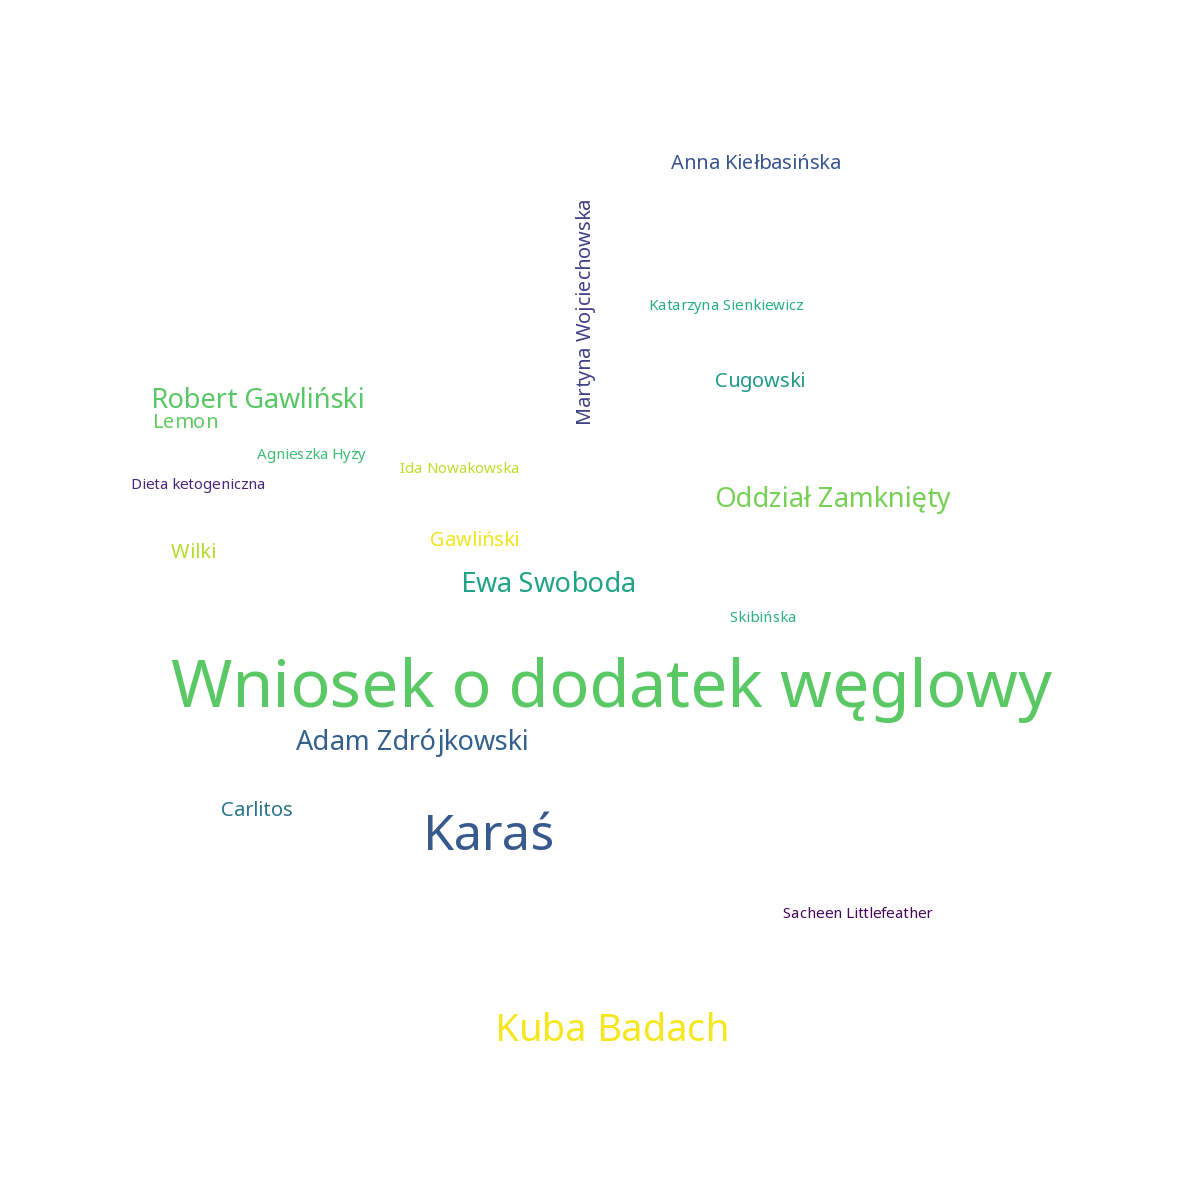 Anna Kiełbasińska
Martyna Wojciechowska
Katarzyna Sienkiewicz
Cugowski
Robert Gawliński
Lemon
Agnieszka Hyży
Ida Nowakowska
Dieta ketogeniczna
Oddział Zamknięty
Gawliński
Wilki
Ewa Swoboda
Skibińska
Wniosek o dodatek węglowy
Adam Zdrójkowski
Carlitos
Karaś
Sacheen Littlefeather
Kuba Badach